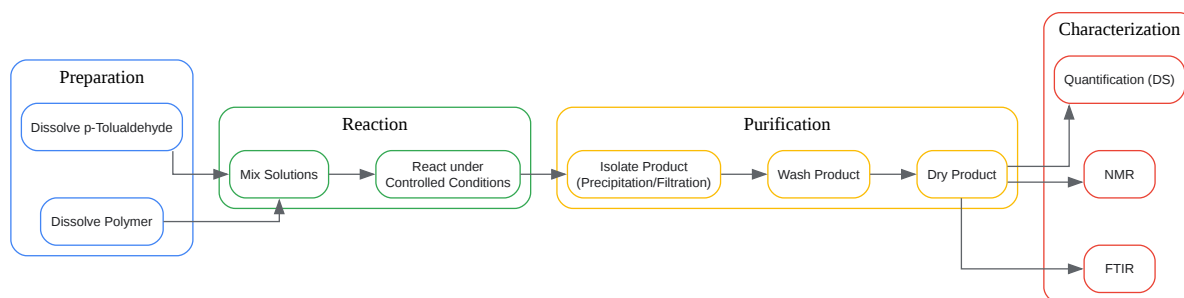 Preparation
Dissolve p-Tolualdehyde
Dissolve Polymer
Reaction
Mix Solutions
React under
Controlled Conditions
Purification
Isolate Product
(Precipitation/Filtration)
Wash Product
Dry Product
Characterization
Quantification (DS)
NMR
FTIR